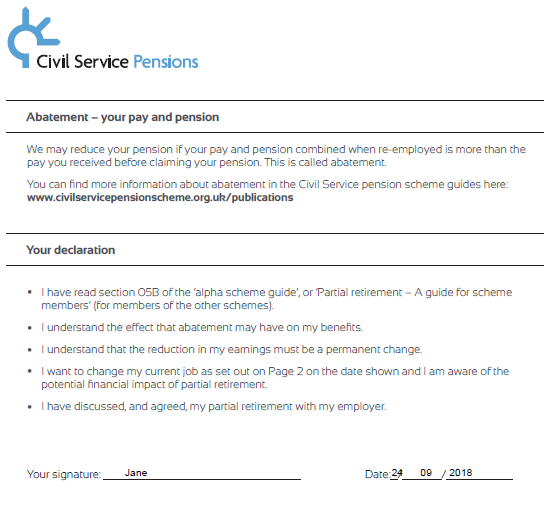 Civil Service Pensions
Abatement – your pay and pension
We may reduce your pension if your pay and pension combined when re-employed is more than the
pay you received before claiming your pension. This is called abatement.
You can find more information about abatement in the Civil Service pension scheme guides here:
www.civilservicepensionscheme.org.uk/publications
Your declaration
• I have read section 05B of the ‘alpha scheme guide’, or ‘Partial retirement – A guide for scheme
members’ (for members of the other schemes).
• I understand the effect that abatement may have on my benefits.
• I understand that the reduction in my earnings must be a permanent change.
• I want to change my current job as set out on Page 2 on the date shown and I am aware of the
potential financial impact of partial retirement.
• I have discussed, and agreed, my partial retirement with my employer.
Your signature: Jane Date: 24 / 09 / 2018